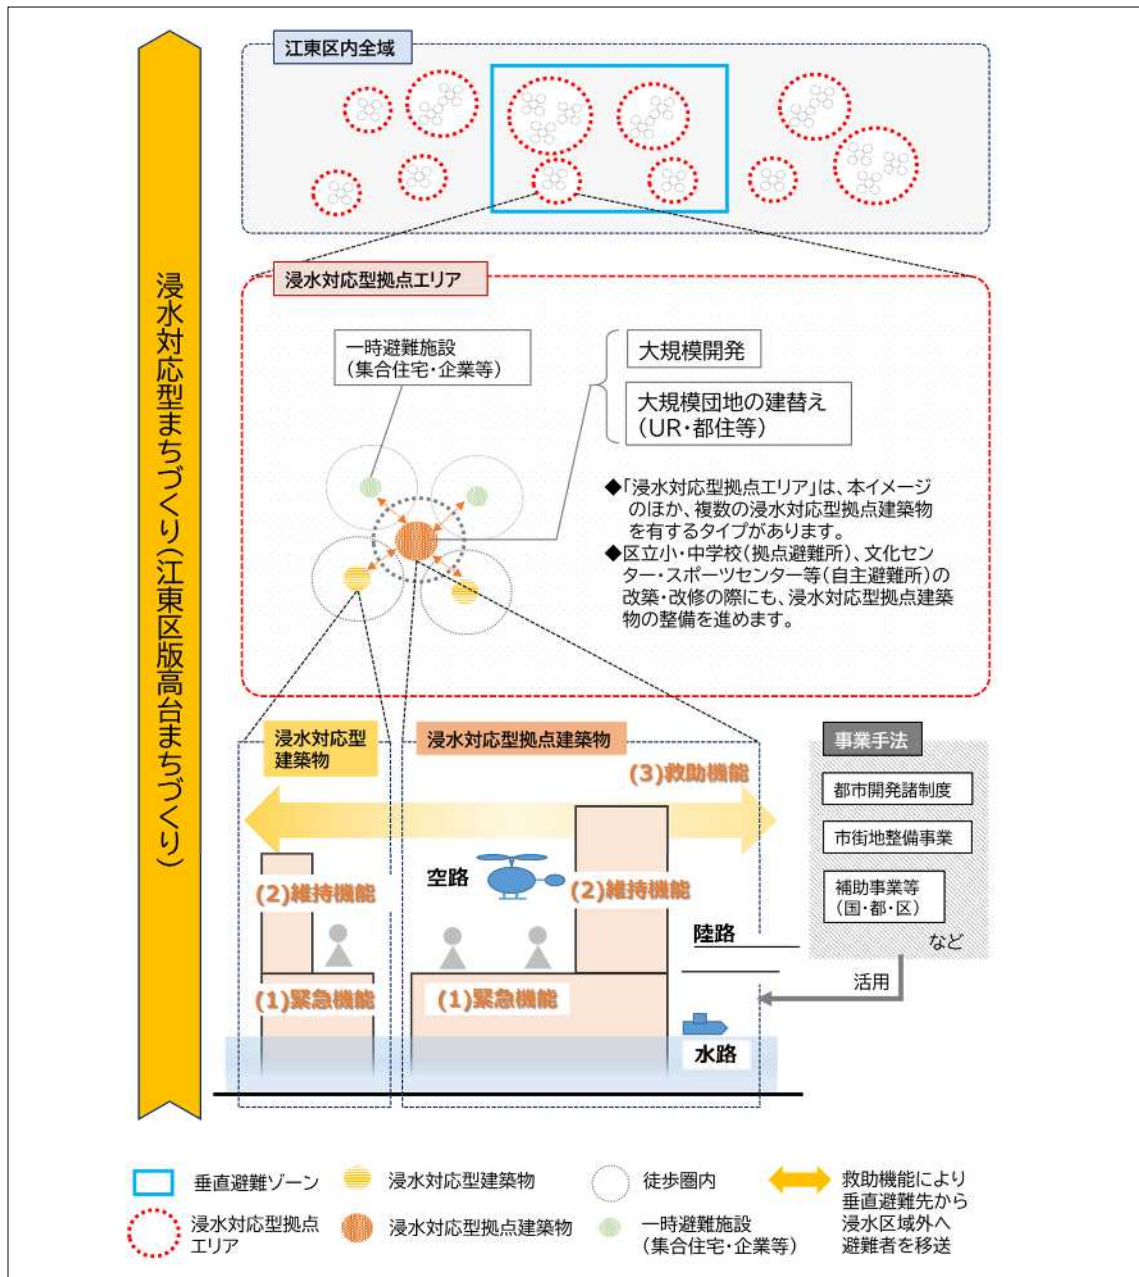 江東区内全域
浸水対応型まちづくり(江東区版高台まちづくり)
浸水対応型拠点エリア
一時避難施設
(集合住宅・企業等)
大規模開発
大規模団地の建替え
(UR・都住等)
◆「浸水対応型拠点エリア」は、本イメージ
のほか、複数の浸水対応型拠点建築物
を有するタイプがあります。
◆区立小・中学校(拠点避難所)、文化セン
ター・スポーツセンター等(自主避難所)の
改築・改修の際にも、浸水対応型拠点建築
物の整備を進めます。
浸水対応型
建築物
浸水対応型拠点建築物
(3)救助機能
空路
(2)維持機能
(2)維持機能
陸路
(1)緊急機能
(1)緊急機能
水路
事業手法
都市開発諸制度
市街地整備事業
補助事業等
(国・都・区)
など
活用
垂直避難ゾーン
浸水対応型建築物
徒歩圏内
救助機能により
垂直避難先から
浸水区域外へ
避難者を移送
浸水対応型拠点
エリア
浸水対応型拠点建築物
一時避難施設
(集合住宅・企業等)